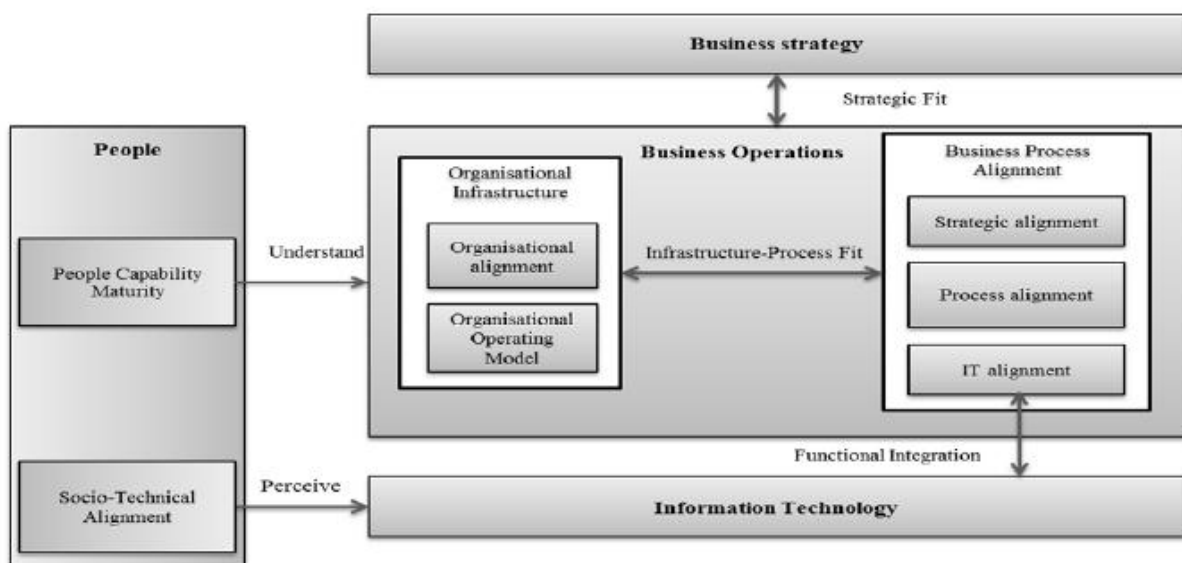 Business strategy
Strategic Fit
People
People Capability
Maturity
Socio-Technical
Alignment
Understand
Perceive
Business Operations
Organisational
Infrastructure
Organisational
alignment
Organisational
Operating
Model
Infrastructure-Process Fit
Business Process
Alignment
Strategic alignment
Process alignment
IT alignment
Functional Integration
Information Technology